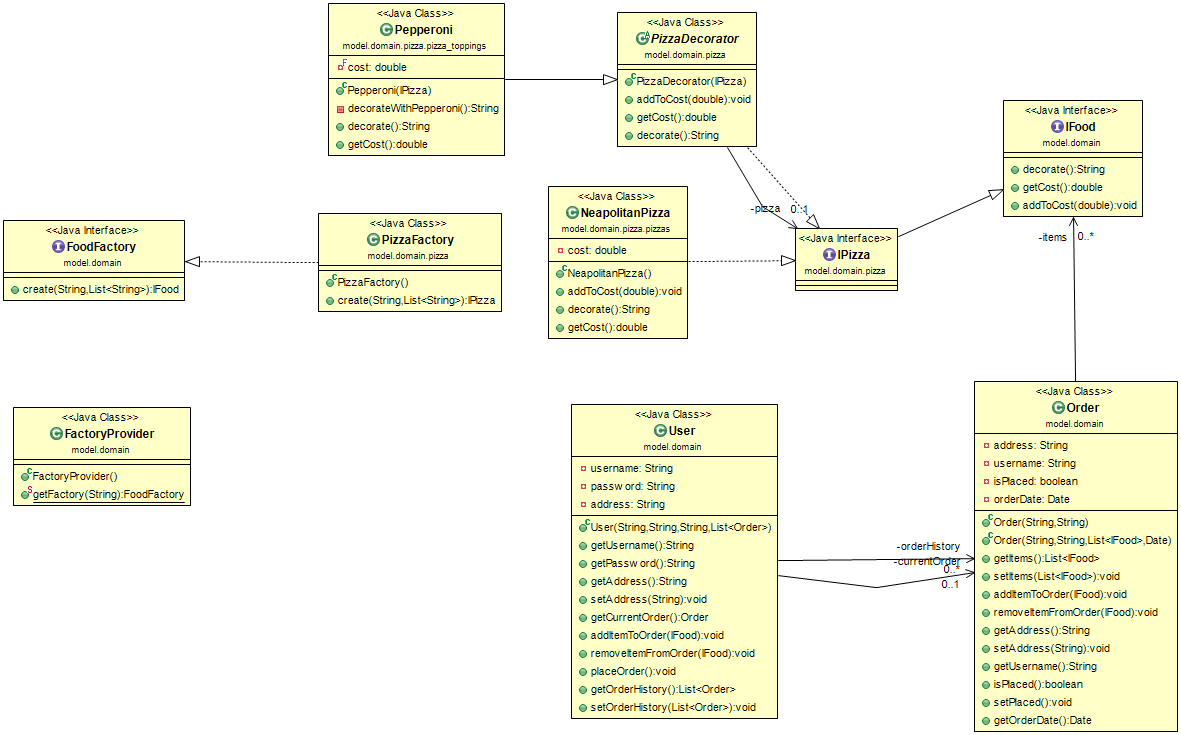 <<Java Class>>
Pepperoni
model.domain.pizza.pizza_toppings
cost: double
Pepperoni(IPizza)
decorateWithPepperoni():String
decorate():String
getCost():double
<<Java Class>>
PizzaDecorator
model.domain.pizza
PizzaDecorator(IPizza)
addToCost(double):void
getCost():double
decorate():String
<<Java Interface>>
IFood
model.domain
decorate():String
getCost():double
addToCost(double):void
<<Java Interface>>
FoodFactory
model.domain
create(String,List<String>):IFood
<<Java Class>>
PizzaFactory
model.domain.pizza
PizzaFactory()
create(String,List<String>):IPizza
<<Java Class>>
NeapolitanPizza
model.domain.pizza.pizzas
cost: double
NeapolitanPizza()
addToCost(double):void
decorate():String
getCost():double
-pizza
0..1
<<Java Interface>>
IPizza
model.domain.pizza
-items
0..*
<<Java Class>>
FactoryProvider
model.domain
FactoryProvider()
getFactory(String):FoodFactory
<<Java Class>>
User
model.domain
username: String
password: String
address: String
User(String,String,String,List<Order>)
getUsername():String
getPassword():String
getAddress():String
setAddress(String):void
getCurrentOrder():Order
addItemToOrder(IFood):void
removeItemFromOrder(IFood):void
placeOrder():void
getOrderHistory():List<Order>
setOrderHistory(List<Order>):void
-orderHistory
-currentOrder
0..*
0..1
<<Java Class>>
Order
model.domain
address: String
username: String
isPlaced: boolean
orderDate: Date
Order(String,String)
Order(String,String,List<IFood>,Date)
getItems():List<IFood>
setItems(List<IFood>):void
addItemToOrder(IFood):void
removeItemFromOrder(IFood):void
getAddress():String
setAddress(String):void
getUsername():String
isPlaced():boolean
setPlaced():void
getOrderDate():Date